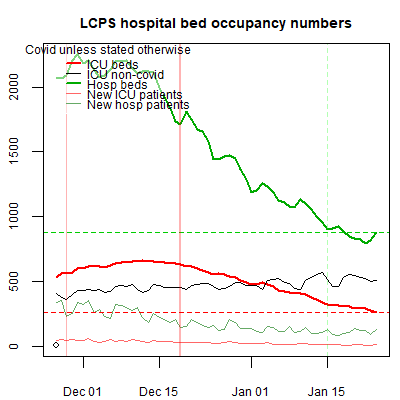 LCPS hospital bed occupancy numbers
Covid unless stated otherwise
ICU beds
ICU non-covid
Hosp beds
New ICU patients
New hosp patients
2000
1500
1000
500
0
Dec 01 Dec 15 Jan 01 Jan 15